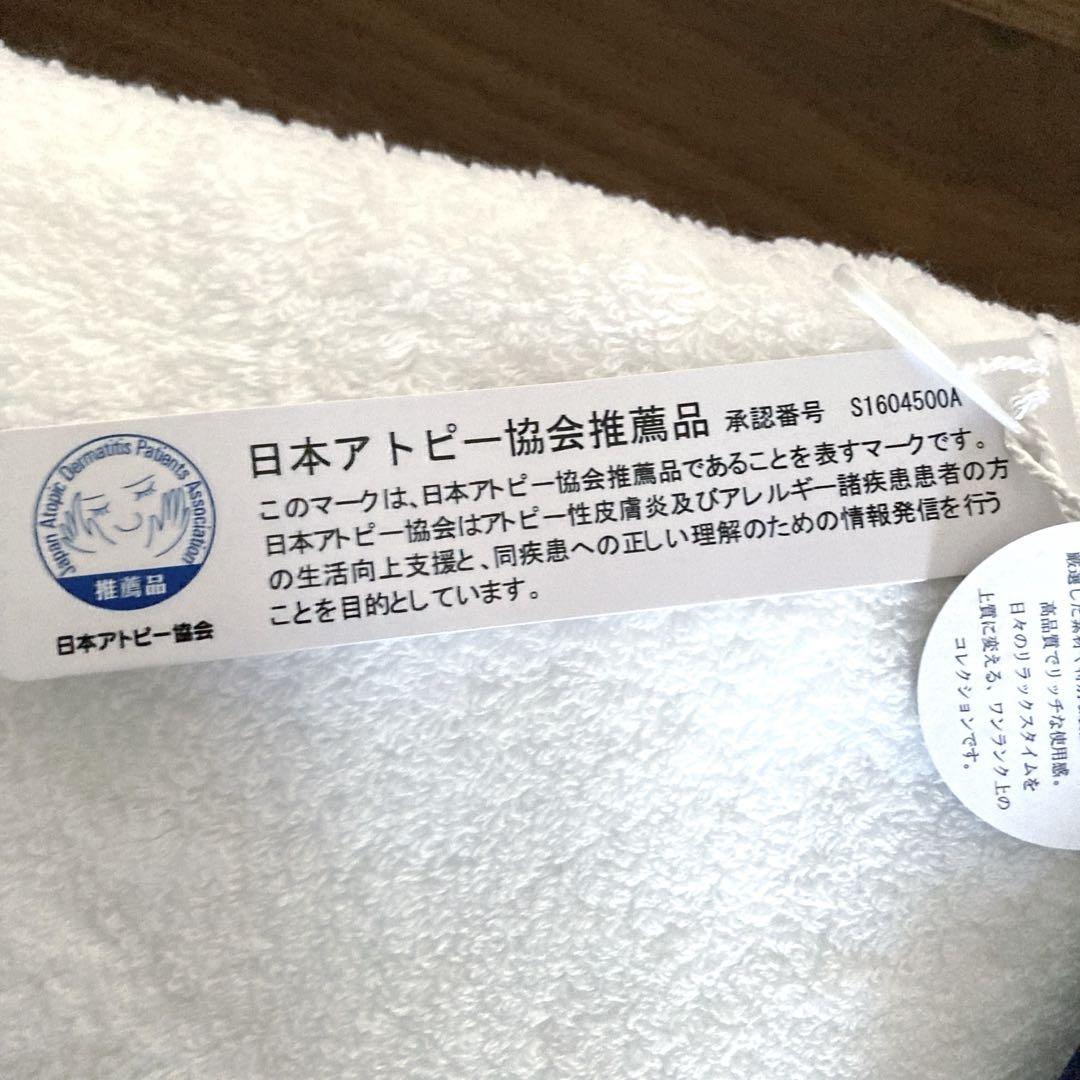 Japan Atopic Dermatitis Patients Association
推薦品
日本アトピー協会
日本アトピー協会推薦品 承認番号 S1604500A
このマークは、日本アトピー協会推薦品であることを表すマークです。
日本アトピー協会はアトピー性皮膚炎及びアレルギー諸疾患患者の方
の生活向上支援と、同疾患への正しい理解のための情報発信を行う
ことを目的としています。
厳選した素材
高品質でリッチな使用感。
日々のリラックスタイムを
上質に変える、ワンランク上の
コレクションです。